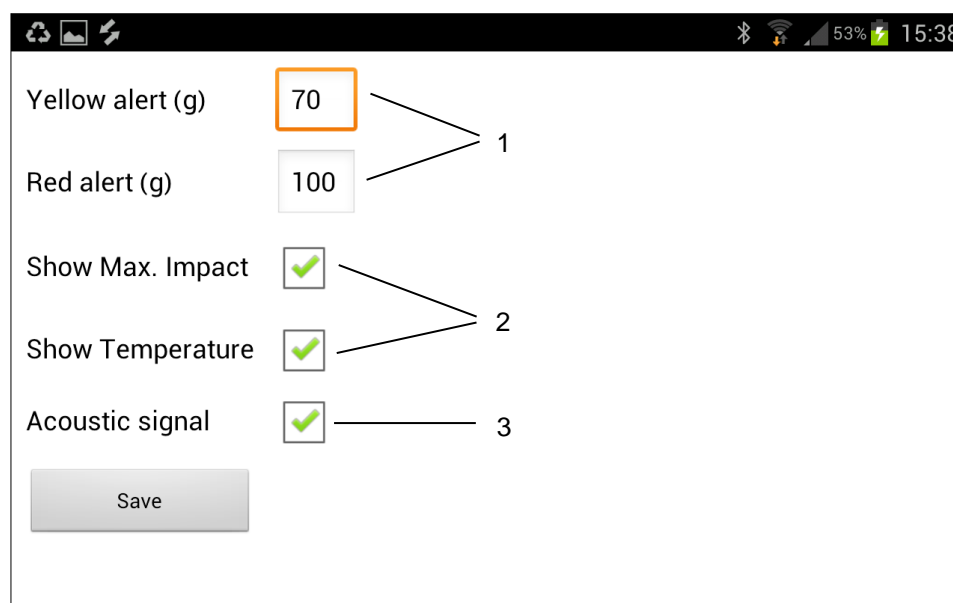 53% 15:38
Yellow alert (g) 70
1
Red alert (g) 100
Show Max. Impact
2
Show Temperature
Acoustic signal 3
Save